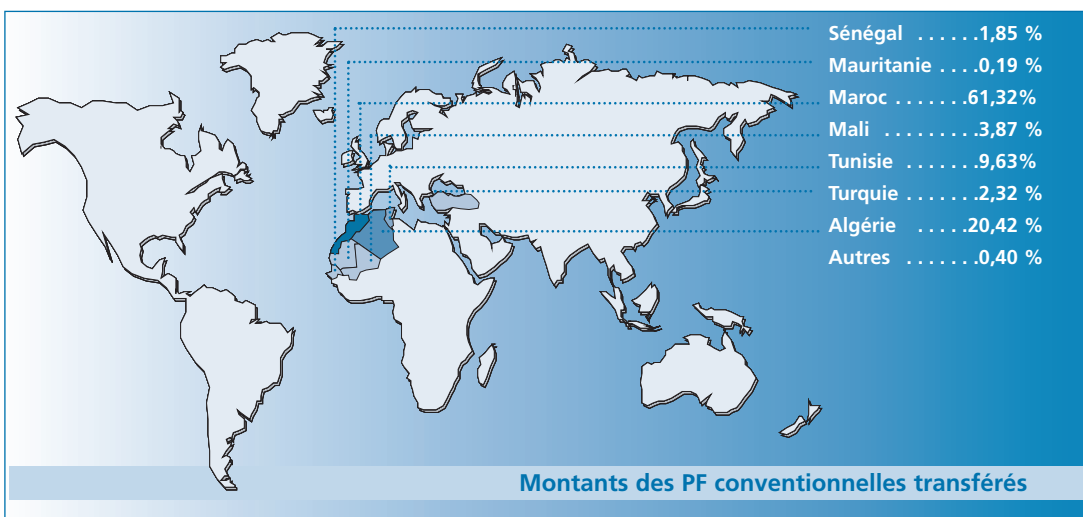 Sénégal . . . . . .1,85 %
Mauritanie . . . .0,19 %
Maroc . . . . . . .61,32%
Mali . . . . . . .3,87 %
Tunisie . . . . . . .9,63%
Turquie . . . . . . .2,32 %
Algérie . . . . .20,42 %
Autres . . . . . . .0,40 %
Montants des PF conventionnelles transférés